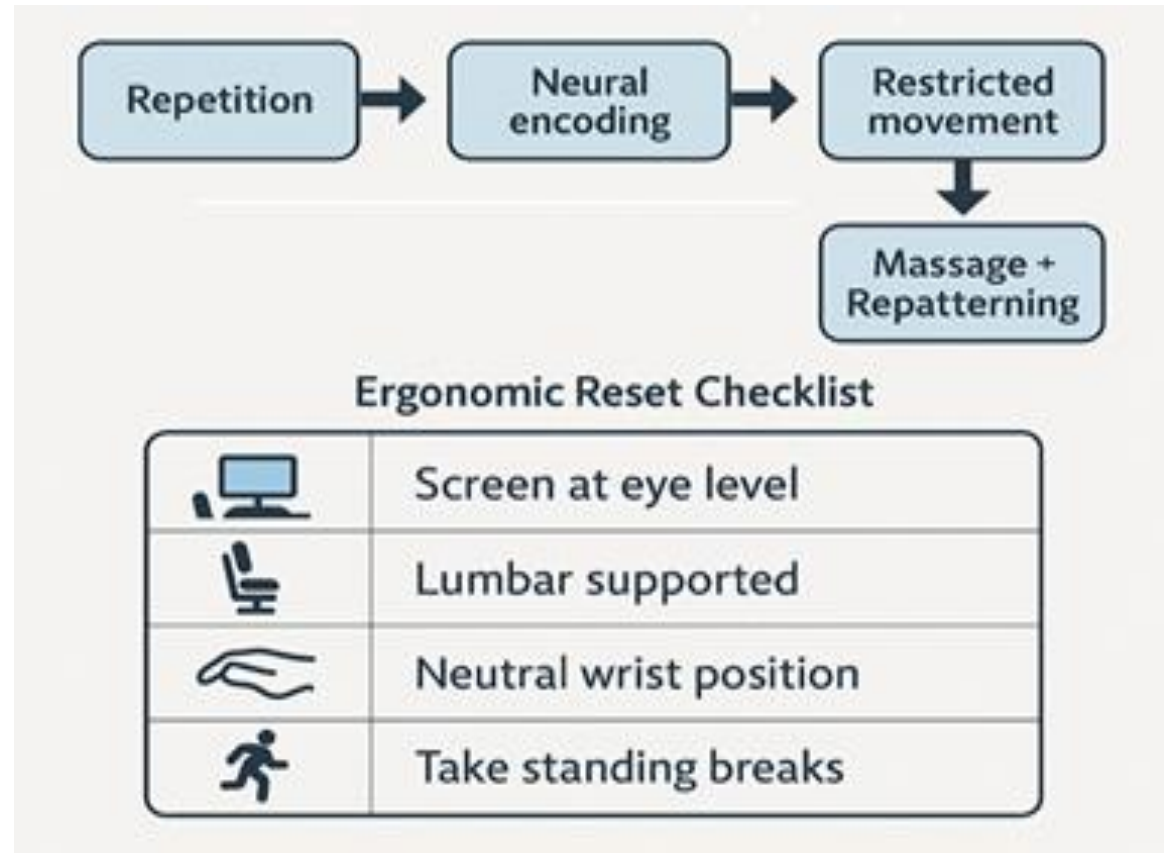 Repetition
Neural
encoding
Restricted
movement
Massage +
Repatterning
Ergonomic Reset Checklist
Screen at eye level
Lumbar supported
Neutral wrist position
Take standing breaks